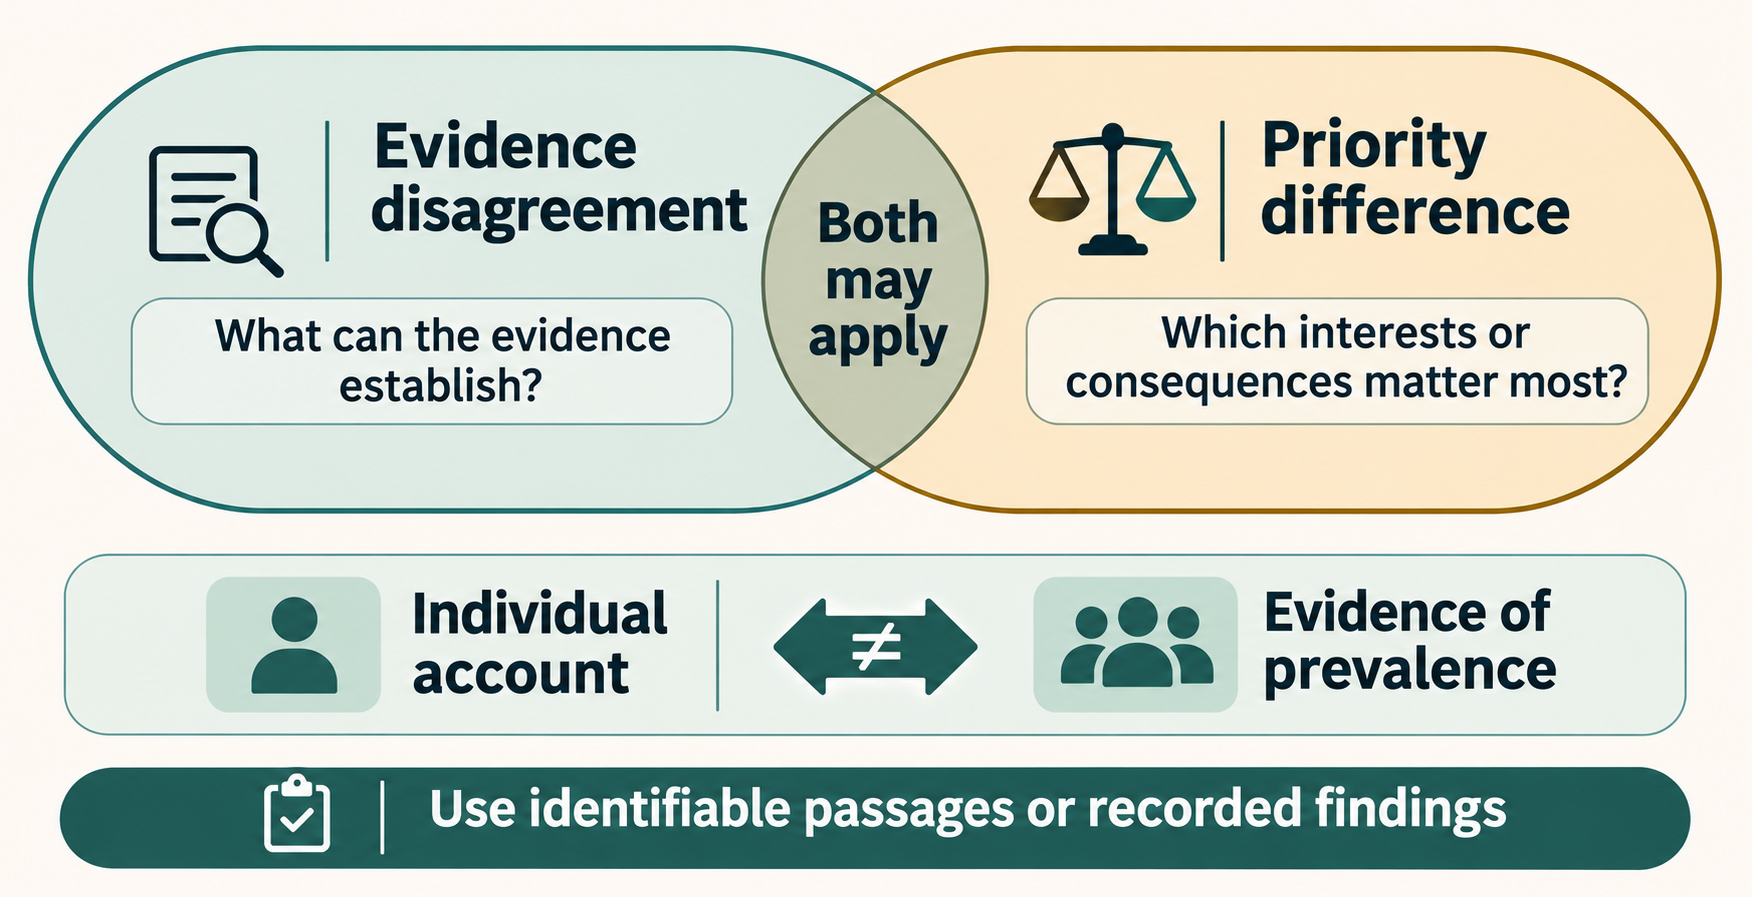 Evidence
disagreement
What can the evidence
establish?
Both
may
apply
Priority
difference
Which interests or
consequences matter most?
Individual
account
≠
Evidence of
prevalence
Use identifiable passages or recorded findings